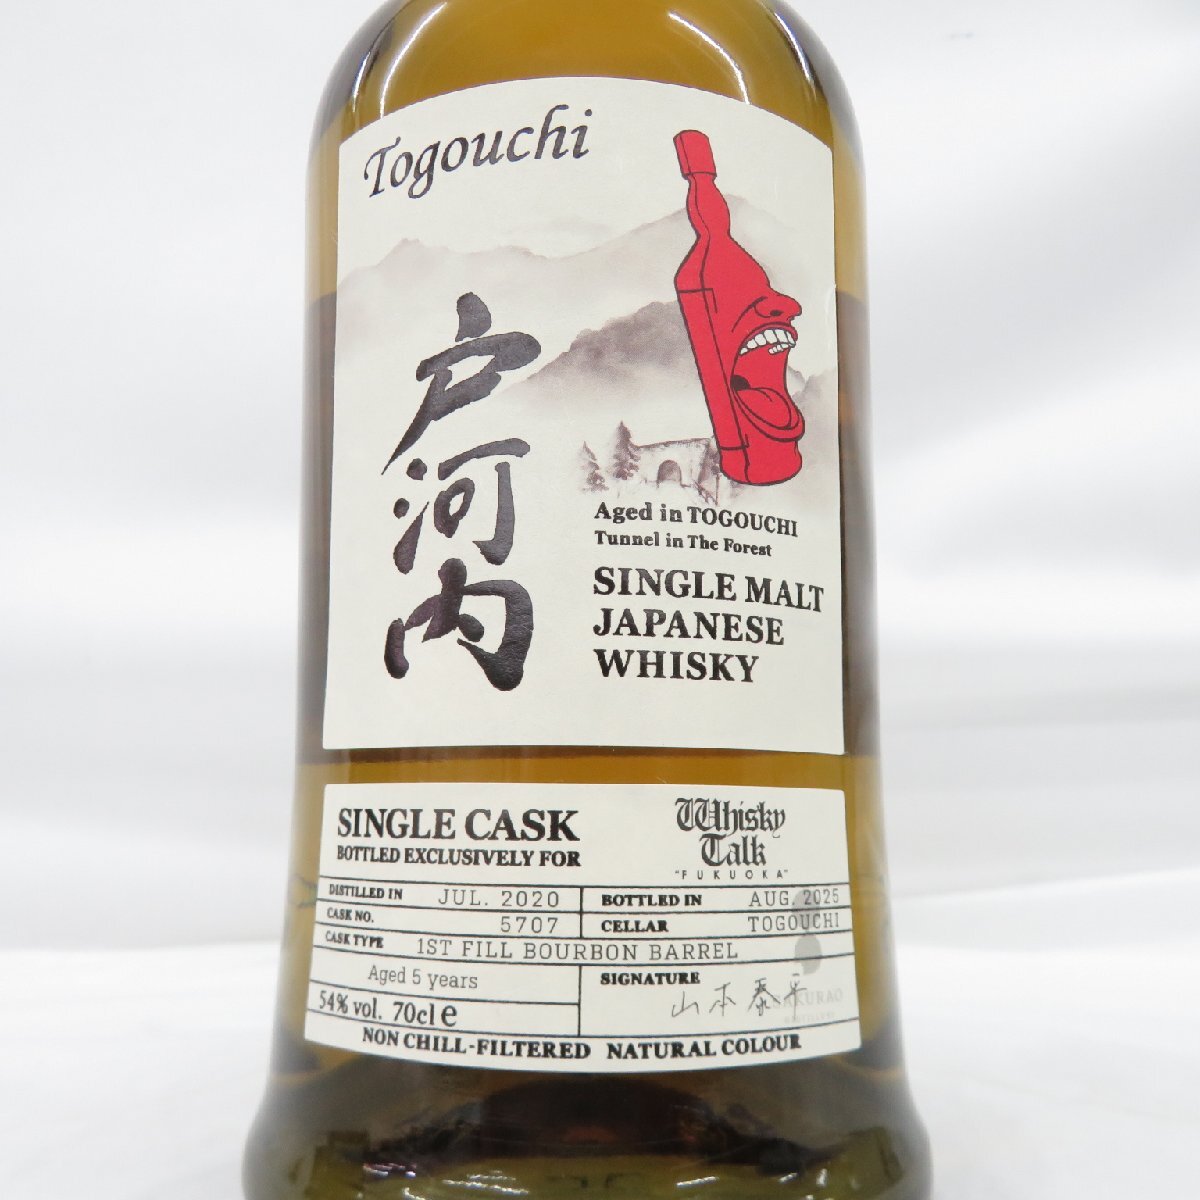 Togouchi
戸河内
Aged in TOGOUCHI
Tunnel in The Forest
SINGLE MALT
JAPANESE
WHISKY
SINGLE CASK
BOTTLED EXCLUSIVELY FOR
Whisky
Talk
"FUKUOKA"
DISTILLED IN JUL. 2020
BOTTLED IN AUG. 2025
CASK NO. 5707
CELLAR TOGOUCHI
CASK TYPE 1ST FILL BOURBON BARREL
Aged 5 years
SIGNATURE
山本泰平
SAKURAO
DISTILLERY
54% vol. 70cl e
NON CHILL-FILTERED NATURAL COLOUR